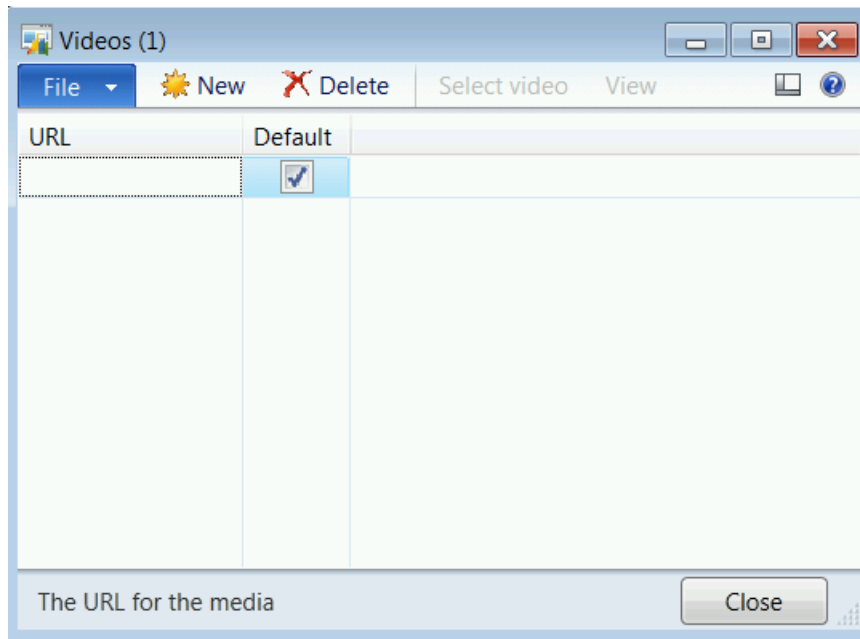 Videos (1)
File New Delete Select video View
URL Default
The URL for the media Close